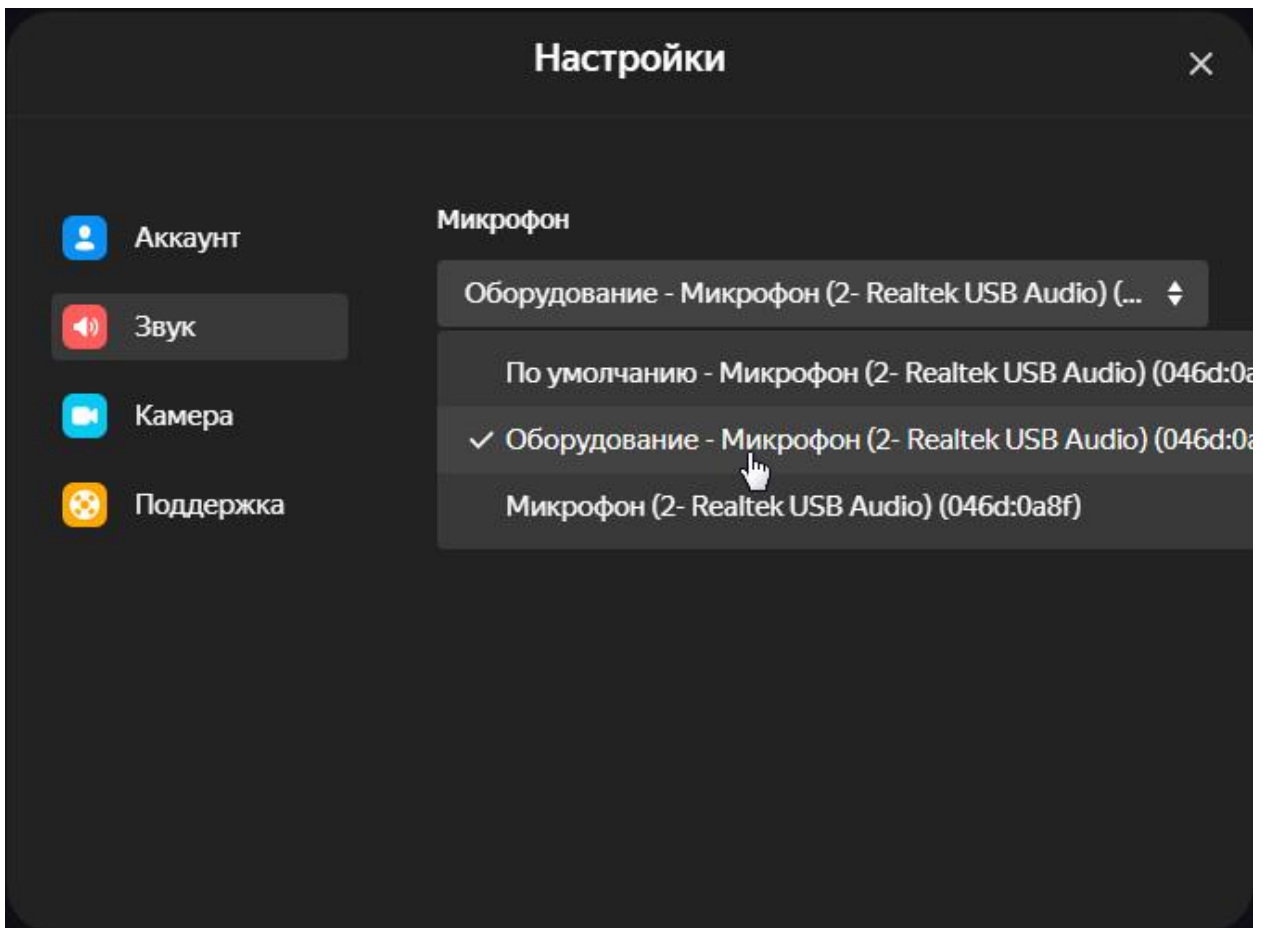 Настройки
Аккаунт
Звук
Камера
Поддержка
Микрофон
Оборудование - Микрофон (2- Realtek USB Audio) (...
По умолчанию - Микрофон (2- Realtek USB Audio) (046d:0a
Оборудование - Микрофон (2- Realtek USB Audio) (046d:0a
Микрофон (2- Realtek USB Audio) (046d:0a8f)